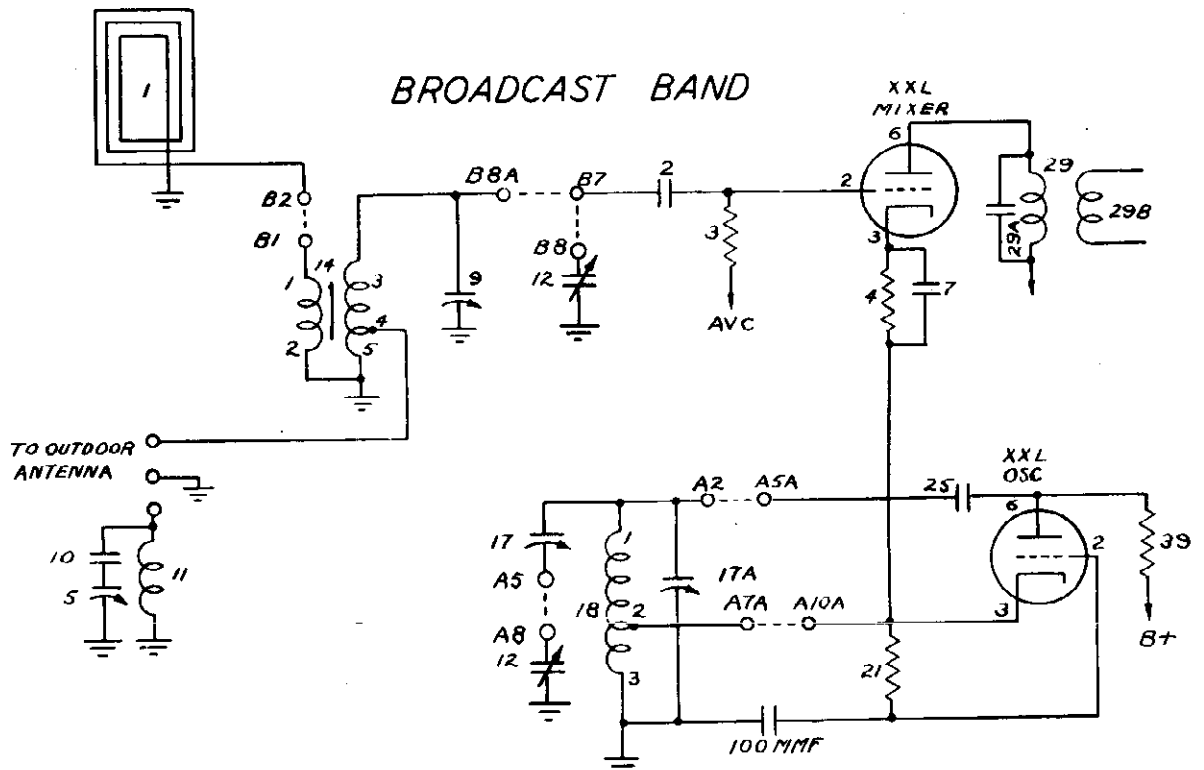 BROADCAST BAND
1
XXL
MIXER
6
2
3
B2
B1
B8A
B7
B8
12
2
3
AVC
9
14
1
2
3
4
5
4
7
29
29A
29B
TO OUTDOOR
ANTENNA
10
5
11
XXL
OSC
6
2
3
25
39
B+
A2
A5A
17
A5
A8
12
18
1
2
3
17A
A7A
A10A
21
100 MMF